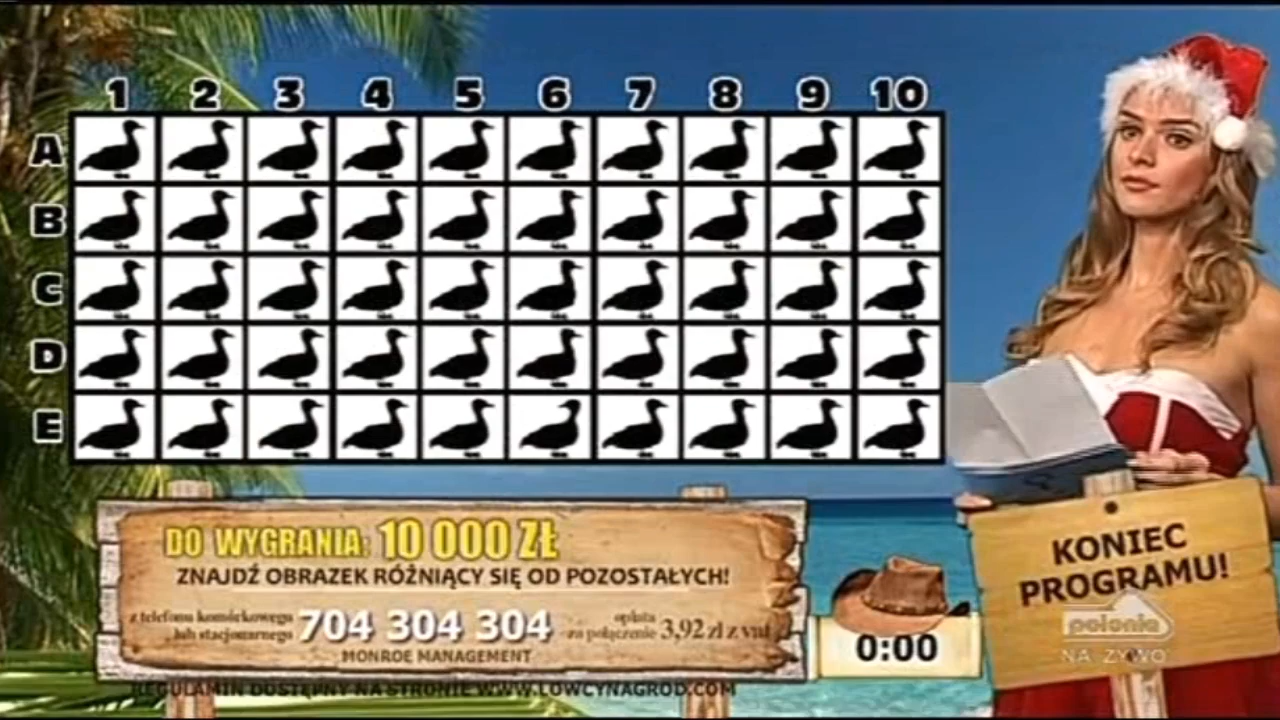 1 2 3 4 5 6 7 8 9 10
A
B
C
D
E
DO WYGRANIA: 10 000 ZŁ
ZNAJDŹ OBRAZEK RÓŻNIĄCY SIĘ OD POZOSTAŁYCH!
z telefonu komórkowego
lub stacjonarnego
704 304 304
opłata
za połączenie 3,92 zł z vat
MONROE MANAGEMENT
REGULAMIN DOSTĘPNY NA STRONIE WWW.LOWCYNAGROD.COM
0:00
KONIEC
PROGRAMU!
polonia
NA ŻYWO